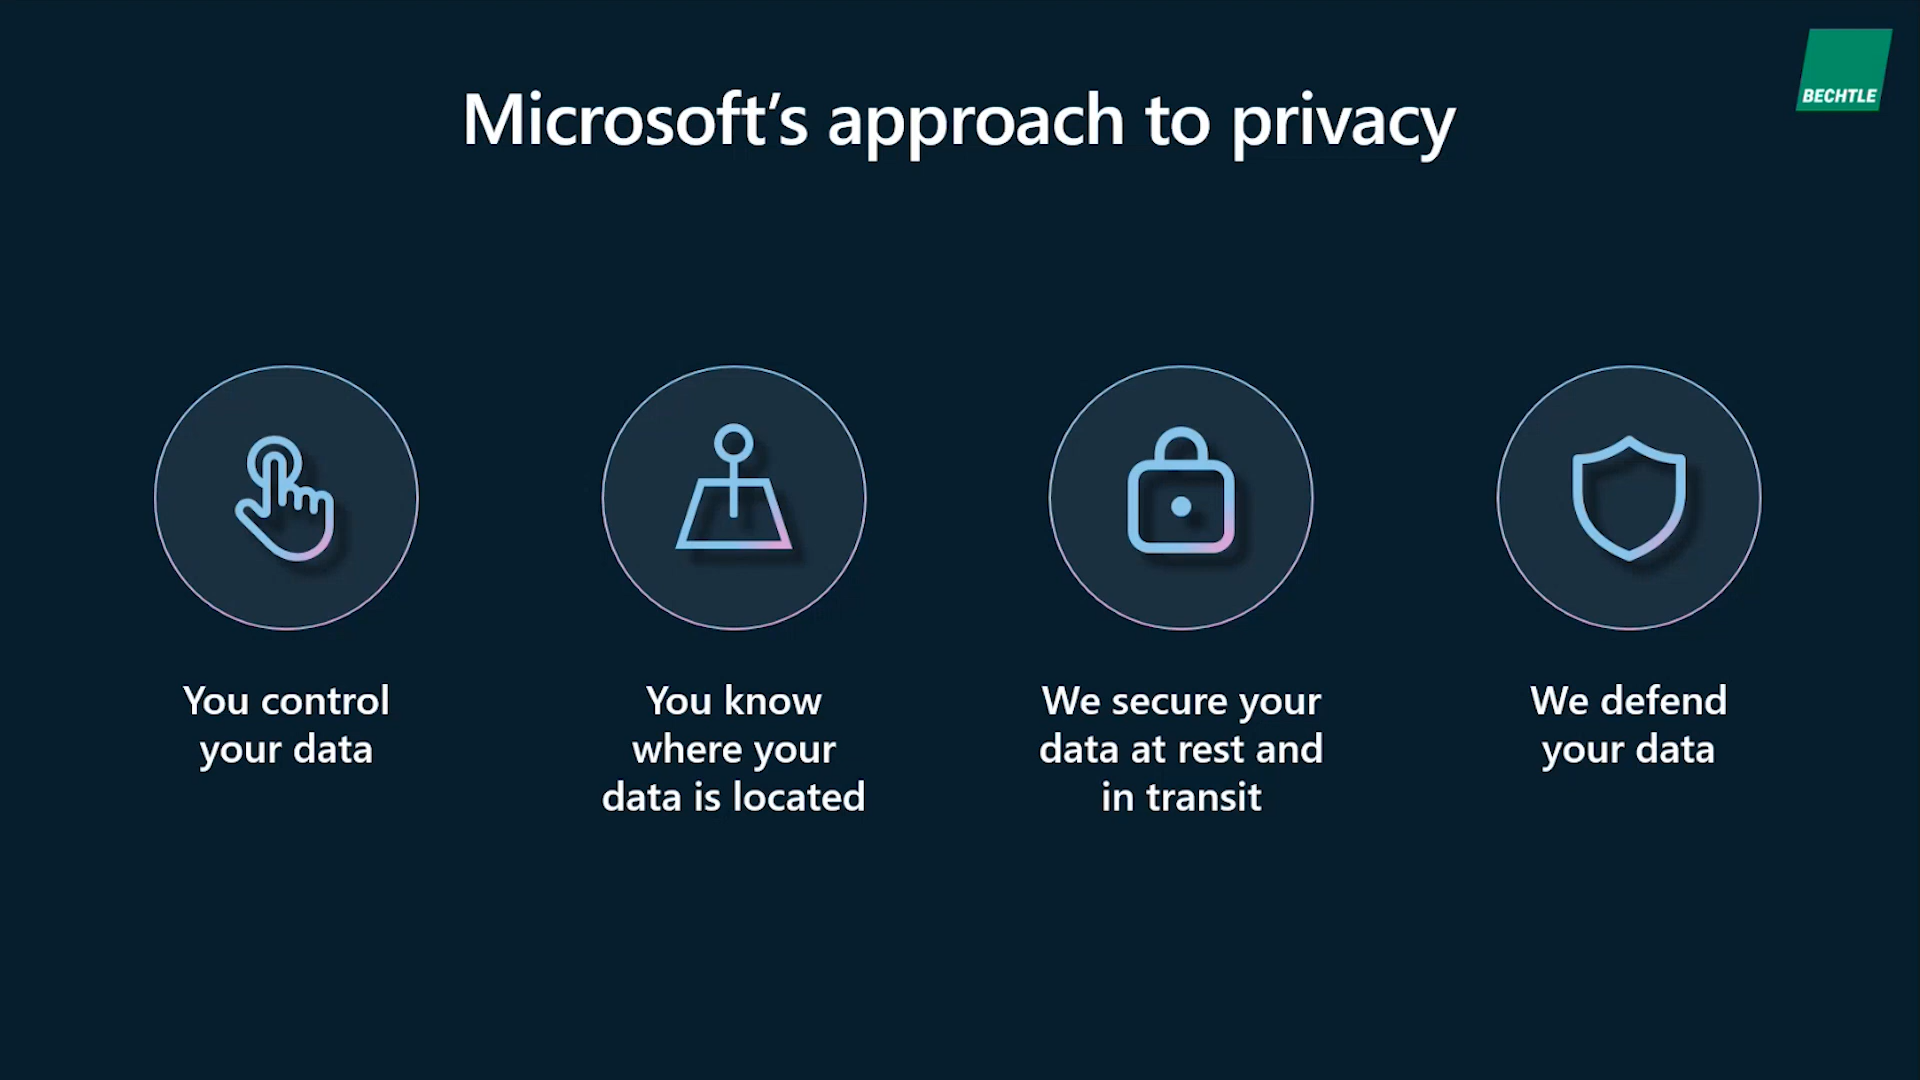 BECHTLE
Microsoft’s approach to privacy
You control
your data
You know
where your
data is located
We secure your
data at rest and
in transit
We defend
your data